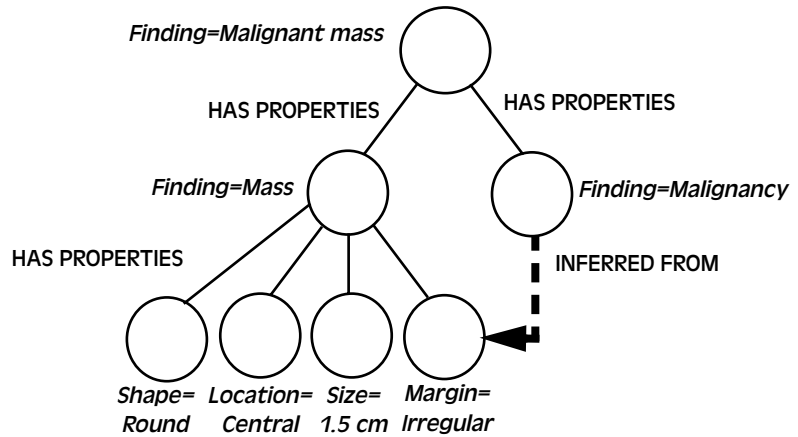 Finding=Malignant mass
HAS PROPERTIES
HAS PROPERTIES
Finding=Mass
Finding=Malignancy
HAS PROPERTIES
INFERRED FROM
Shape=
Round
Location=
Central
Size=
1.5 cm
Margin=
Irregular